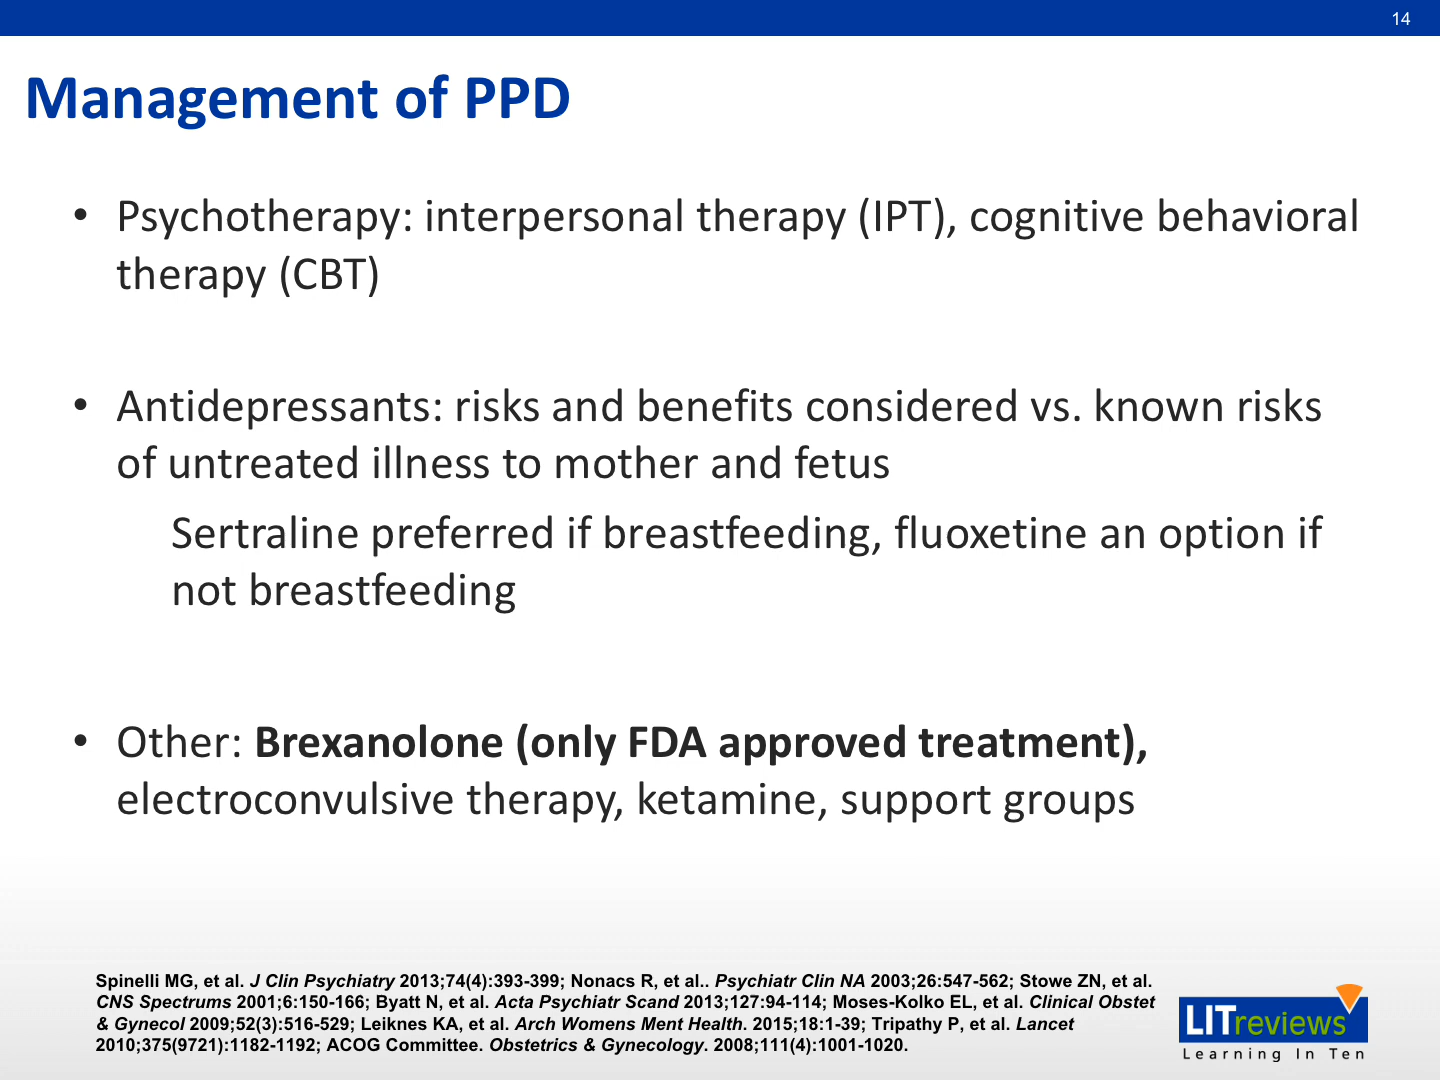 14
Management of PPD
• Psychotherapy: interpersonal therapy (IPT), cognitive behavioral
therapy (CBT)
• Antidepressants: risks and benefits considered vs. known risks
of untreated illness to mother and fetus
Sertraline preferred if breastfeeding, fluoxetine an option if
not breastfeeding
• Other: Brexanolone (only FDA approved treatment),
electroconvulsive therapy, ketamine, support groups
Spinelli MG, et al. J Clin Psychiatry 2013;74(4):393-399; Nonacs R, et al.. Psychiatr Clin NA 2003;26:547-562; Stowe ZN, et al.
CNS Spectrums 2001;6:150-166; Byatt N, et al. Acta Psychiatr Scand 2013;127:94-114; Moses-Kolko EL, et al. Clinical Obstet
& Gynecol 2009;52(3):516-529; Leiknes KA, et al. Arch Womens Ment Health. 2015;18:1-39; Tripathy P, et al. Lancet
2010;375(9721):1182-1192; ACOG Committee. Obstetrics & Gynecology. 2008;111(4):1001-1020.
LITreviews
Learning In Ten